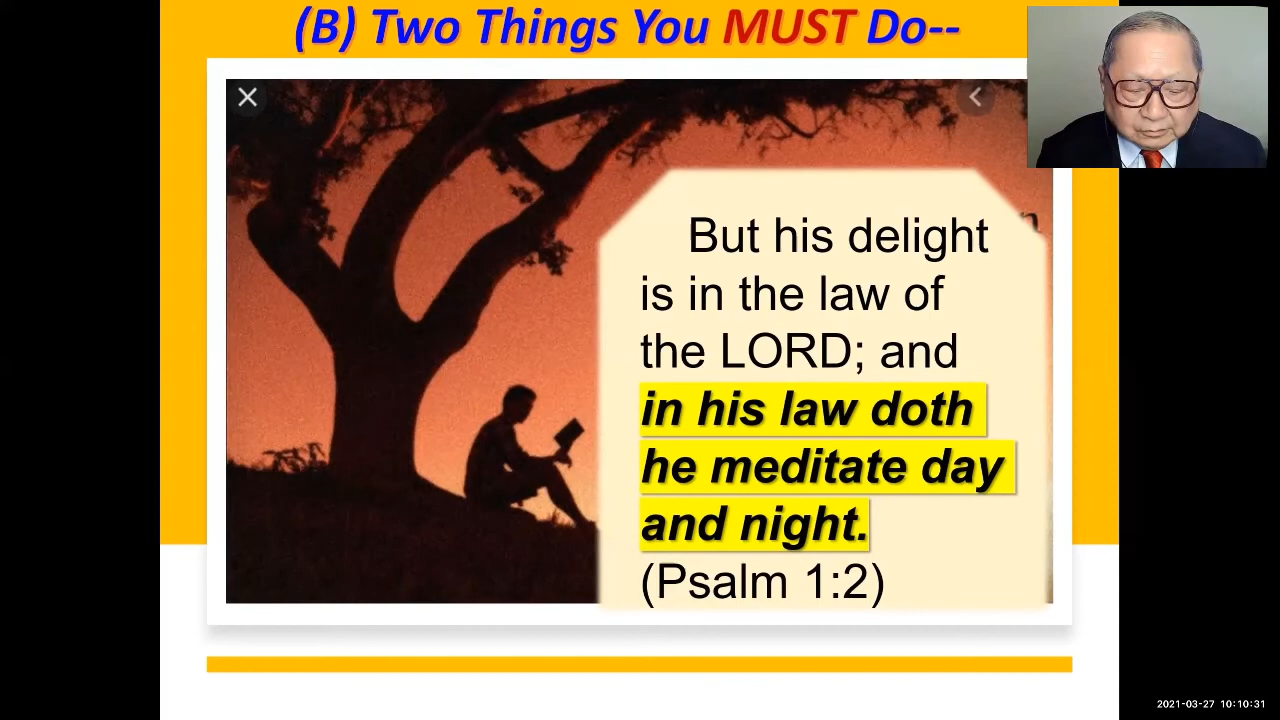 (B) Two Things You MUST Do--
But his delight
is in the law of
the LORD; and
in his law doth
he meditate day
and night.
(Psalm 1:2)
2021-03-27 10:10:31